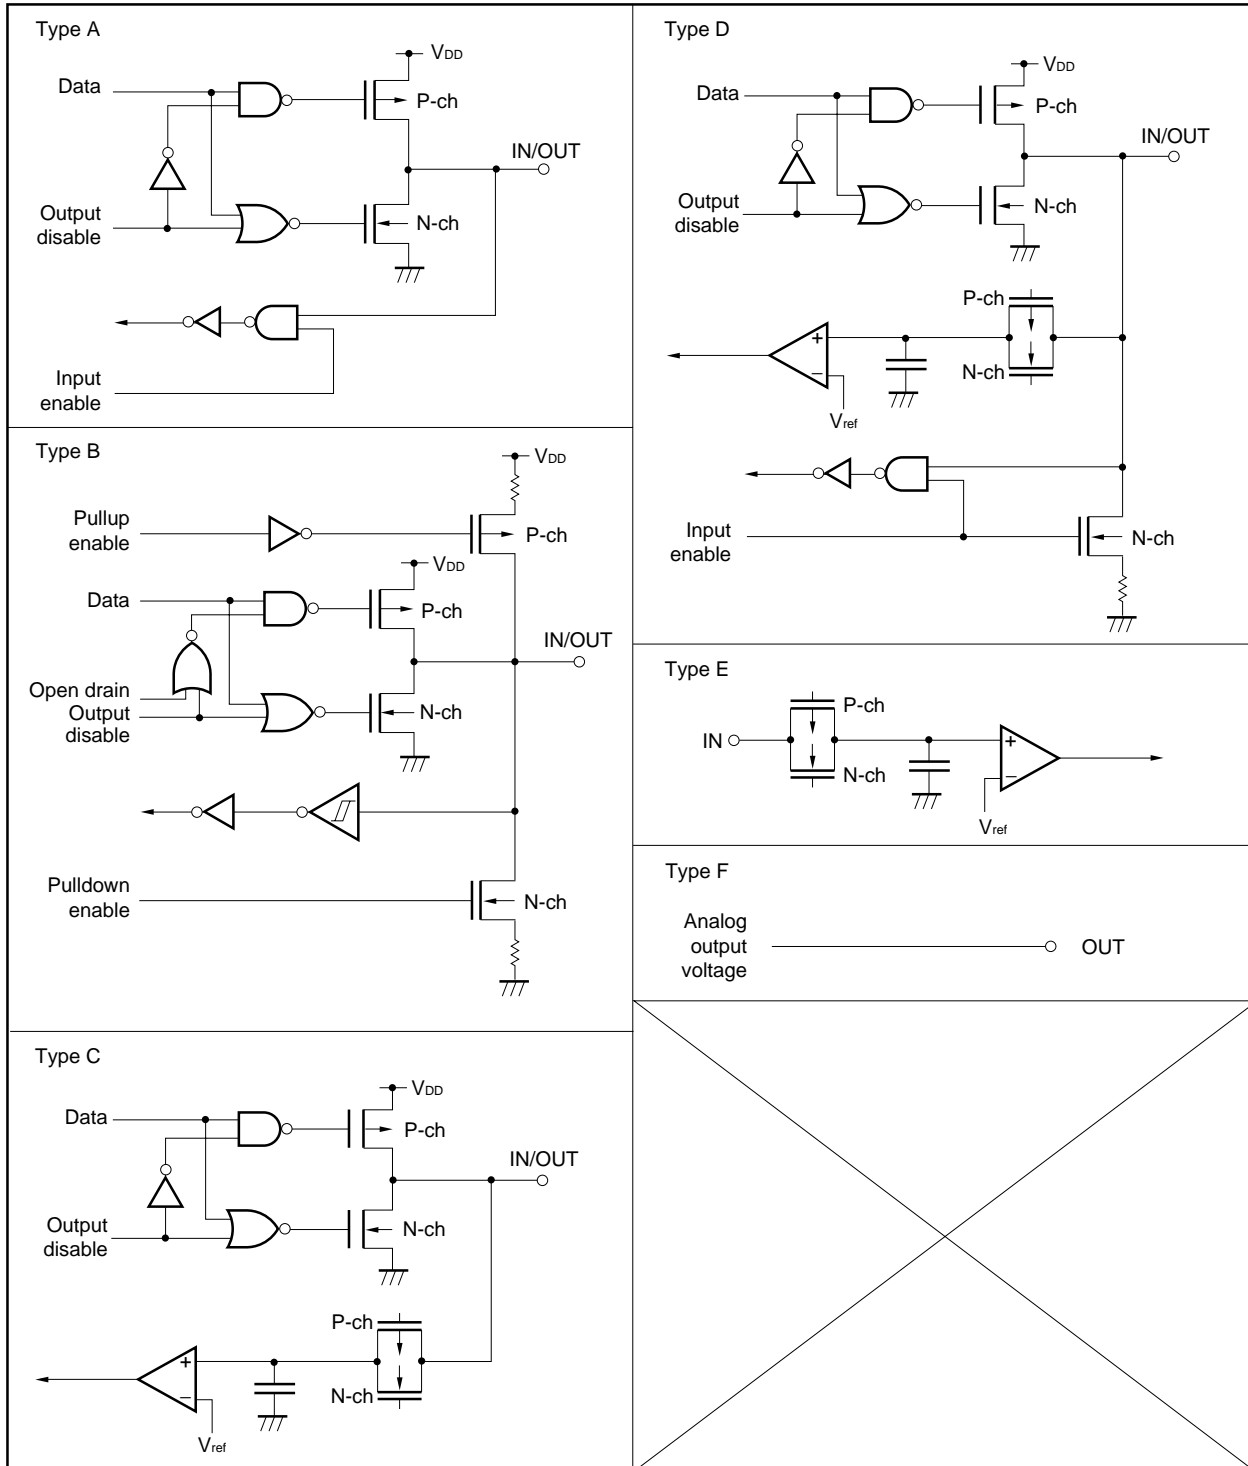 Type A
VDD
Data
P-ch
IN/OUT
Output
disable
N-ch
Input
enable
Type B
VDD
Pullup
enable
P-ch
VDD
Data
P-ch
IN/OUT
Open drain
Output
disable
N-ch
Pulldown
enable
N-ch
Type C
VDD
Data
P-ch
IN/OUT
Output
disable
N-ch
P-ch
+
−
N-ch
Vref
Type D
VDD
Data
P-ch
IN/OUT
Output
disable
N-ch
P-ch
+
−
N-ch
Vref
Input
enable
N-ch
Type E
P-ch
IN
+
N-ch
−
Vref
Type F
Analog
output
voltage
OUT